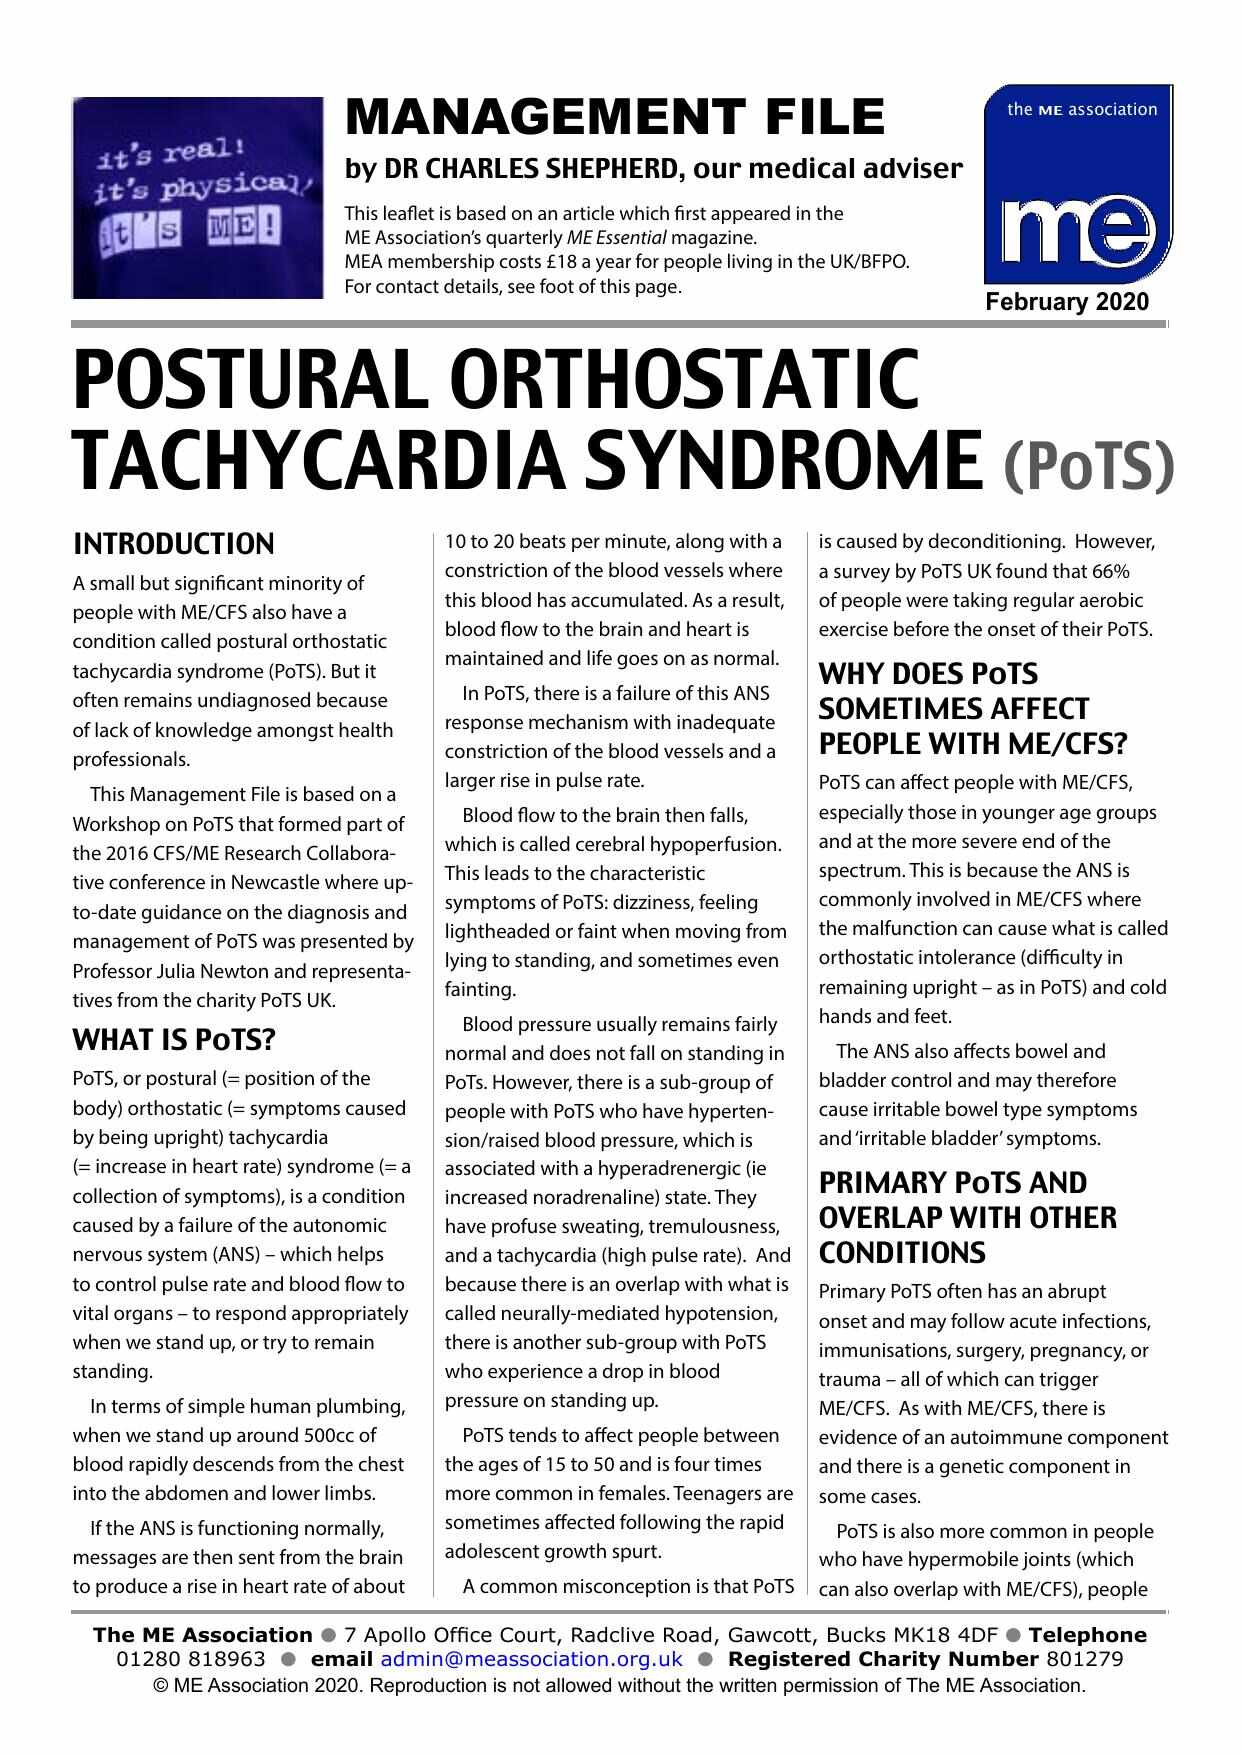 it's real!
it's physical!
it's ME!
MANAGEMENT FILE
by DR CHARLES SHEPHERD, our medical adviser
This leaflet is based on an article which first appeared in the
ME Association's quarterly ME Essential magazine.
MEA membership costs £18 a year for people living in the UK/BFPO.
For contact details, see foot of this page.
the ME association
me
February 2020
POSTURAL ORTHOSTATIC
TACHYCARDIA SYNDROME (PoTS)
INTRODUCTION
A small but significant minority of
people with ME/CFS also have a
condition called postural orthostatic
tachycardia syndrome (PoTS). But it
often remains undiagnosed because
of lack of knowledge amongst health
professionals.
This Management File is based on a
Workshop on PoTS that formed part of
the 2016 CFS/ME Research Collabora-
tive conference in Newcastle where up-
to-date guidance on the diagnosis and
management of PoTS was presented by
Professor Julia Newton and representa-
tives from the charity PoTS UK.
WHAT IS PoTS?
PoTS, or postural (= position of the
body) orthostatic (= symptoms caused
by being upright) tachycardia
(= increase in heart rate) syndrome (= a
collection of symptoms), is a condition
caused by a failure of the autonomic
nervous system (ANS) – which helps
to control pulse rate and blood flow to
vital organs – to respond appropriately
when we stand up, or try to remain
standing.
In terms of simple human plumbing,
when we stand up around 500cc of
blood rapidly descends from the chest
into the abdomen and lower limbs.
If the ANS is functioning normally,
messages are then sent from the brain
to produce a rise in heart rate of about
10 to 20 beats per minute, along with a
constriction of the blood vessels where
this blood has accumulated. As a result,
blood flow to the brain and heart is
maintained and life goes on as normal.
In PoTS, there is a failure of this ANS
response mechanism with inadequate
constriction of the blood vessels and a
larger rise in pulse rate.
Blood flow to the brain then falls,
which is called cerebral hypoperfusion.
This leads to the characteristic
symptoms of PoTS: dizziness, feeling
lightheaded or faint when moving from
lying to standing, and sometimes even
fainting.
Blood pressure usually remains fairly
normal and does not fall on standing in
PoTs. However, there is a sub-group of
people with PoTS who have hyperten-
sion/raised blood pressure, which is
associated with a hyperadrenergic (ie
increased noradrenaline) state. They
have profuse sweating, tremulousness,
and a tachycardia (high pulse rate).  And
because there is an overlap with what is
called neurally-mediated hypotension,
there is another sub-group with PoTS
who experience a drop in blood
pressure on standing up.
PoTS tends to affect people between
the ages of 15 to 50 and is four times
more common in females. Teenagers are
sometimes affected following the rapid
adolescent growth spurt.
A common misconception is that PoTS
is caused by deconditioning.  However,
a survey by PoTS UK found that 66%
of people were taking regular aerobic
exercise before the onset of their PoTS.
WHY DOES PoTS
SOMETIMES AFFECT
PEOPLE WITH ME/CFS?
PoTS can affect people with ME/CFS,
especially those in younger age groups
and at the more severe end of the
spectrum. This is because the ANS is
commonly involved in ME/CFS where
the malfunction can cause what is called
orthostatic intolerance (difficulty in
remaining upright – as in PoTS) and cold
hands and feet.
The ANS also affects bowel and
bladder control and may therefore
cause irritable bowel type symptoms
and 'irritable bladder' symptoms.
PRIMARY PoTS AND
OVERLAP WITH OTHER
CONDITIONS
Primary PoTS often has an abrupt
onset and may follow acute infections,
immunisations, surgery, pregnancy, or
trauma – all of which can trigger
ME/CFS.  As with ME/CFS, there is
evidence of an autoimmune component
and there is a genetic component in
some cases.
PoTS is also more common in people
who have hypermobile joints (which
can also overlap with ME/CFS), people
The ME Association ● 7 Apollo Office Court, Radclive Road, Gawcott, Bucks MK18 4DF ● Telephone
01280 818963 ● email admin@meassociation.org.uk ● Registered Charity Number 801279
© ME Association 2020. Reproduction is not allowed without the written permission of The ME Association.